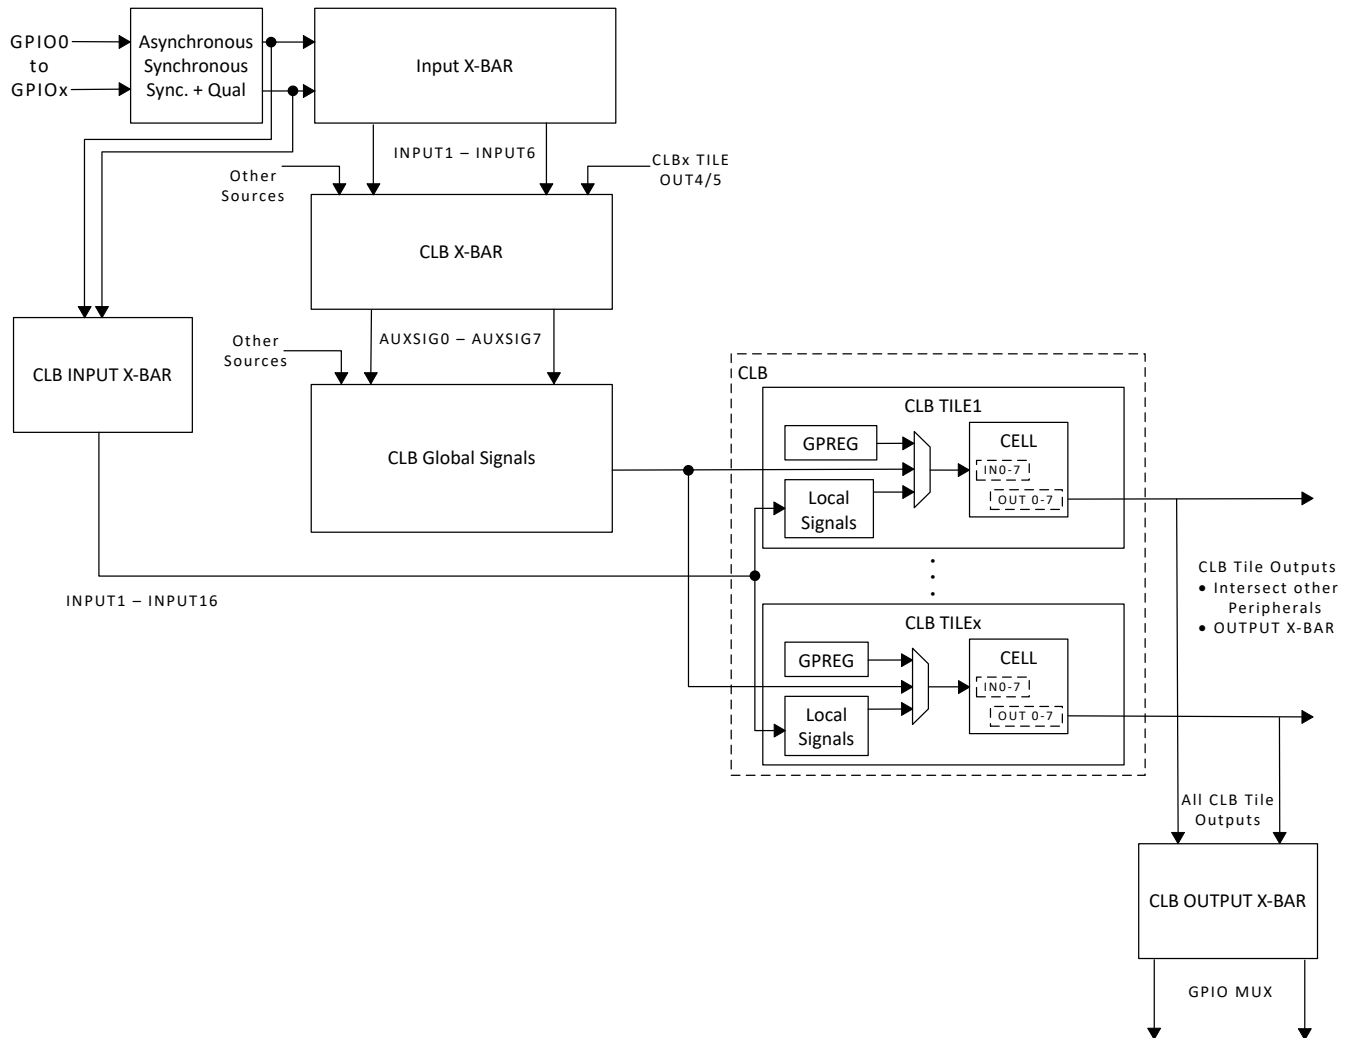 GPIO0
to
GPIOx
Asynchronous
Synchronous
Sync. + Qual
Input X-BAR
INPUT1 – INPUT6
Other
Sources
CLBx TILE
OUT4/5
CLB X-BAR
AUXSIG0 – AUXSIG7
Other
Sources
CLB INPUT X-BAR
CLB Global Signals
INPUT1 – INPUT16
CLB
CLB TILE1
GPREG
Local
Signals
CELL
IN0-7
OUT 0-7
CLB TILEx
GPREG
Local
Signals
CELL
IN0-7
OUT 0-7
CLB Tile Outputs
• Intersect other
Peripherals
• OUTPUT X-BAR
All CLB Tile
Outputs
CLB OUTPUT X-BAR
GPIO MUX